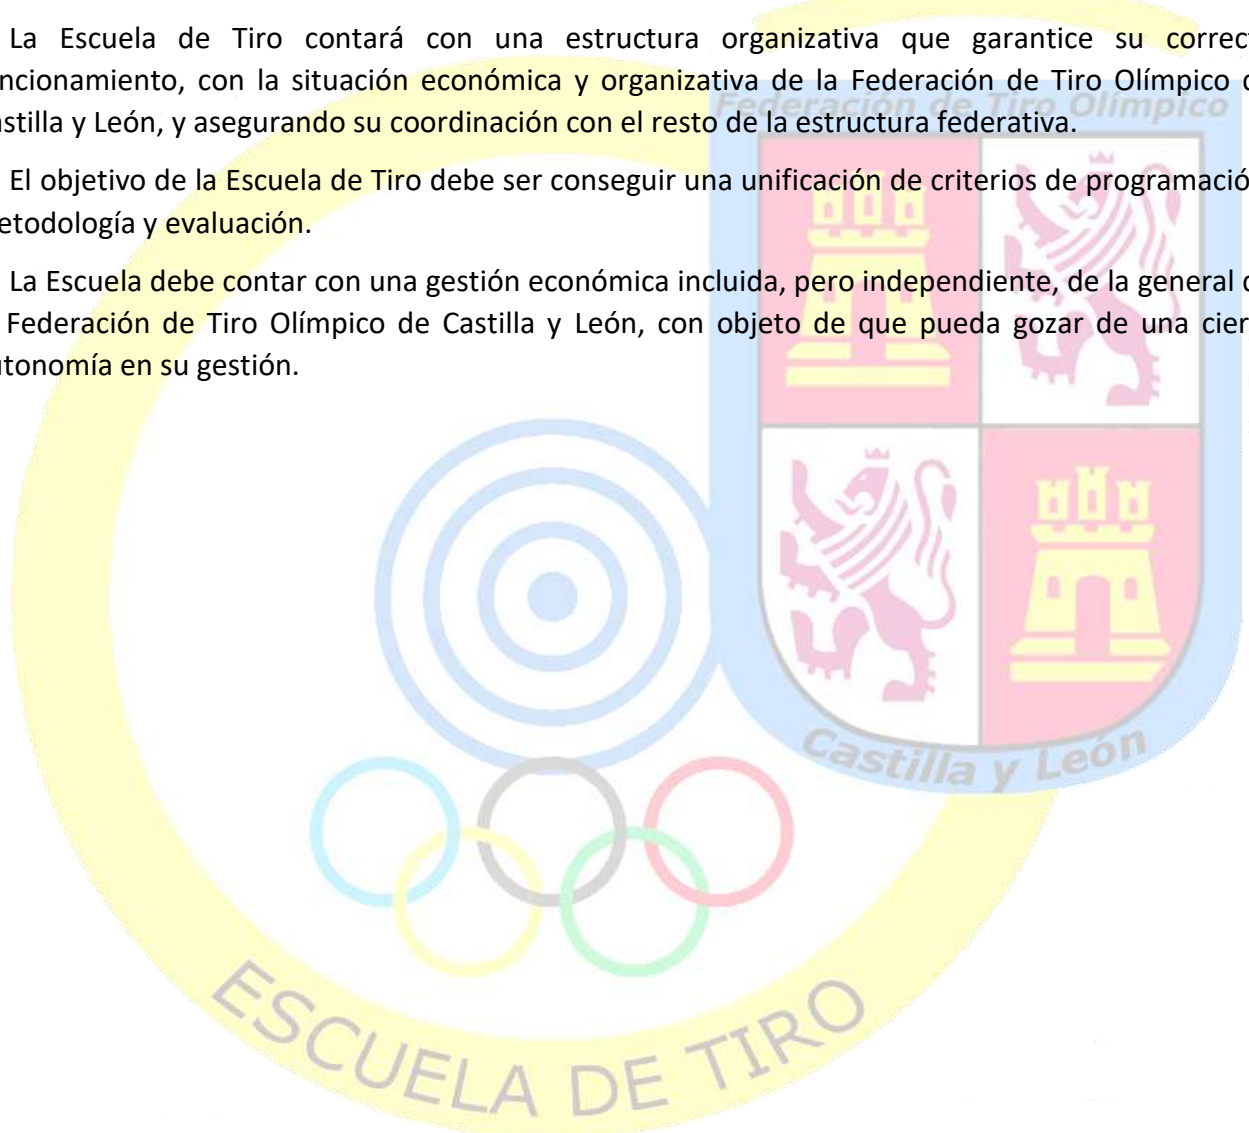 La Escuela de Tiro contará con una estructura organizativa que garantice su correct
ncionamiento, con la situación económica y organizativa de la Federación de Tiro Olímpico
stilla y León, y asegurando su coordinación con el resto de la estructura federativa.
El objetivo de la Escuela de Tiro debe ser conseguir una unificación de criterios de programació
etodología y evaluación.
La Escuela debe contar con una gestión económica incluida, pero independiente, de la general
Federación de Tiro Olímpico de Castilla y León, con objeto de que pueda gozar de una cier
utonomía en su gestión.
Federación de Tiro Olímpico
Castilla y León
ESCUELA DE TIRO